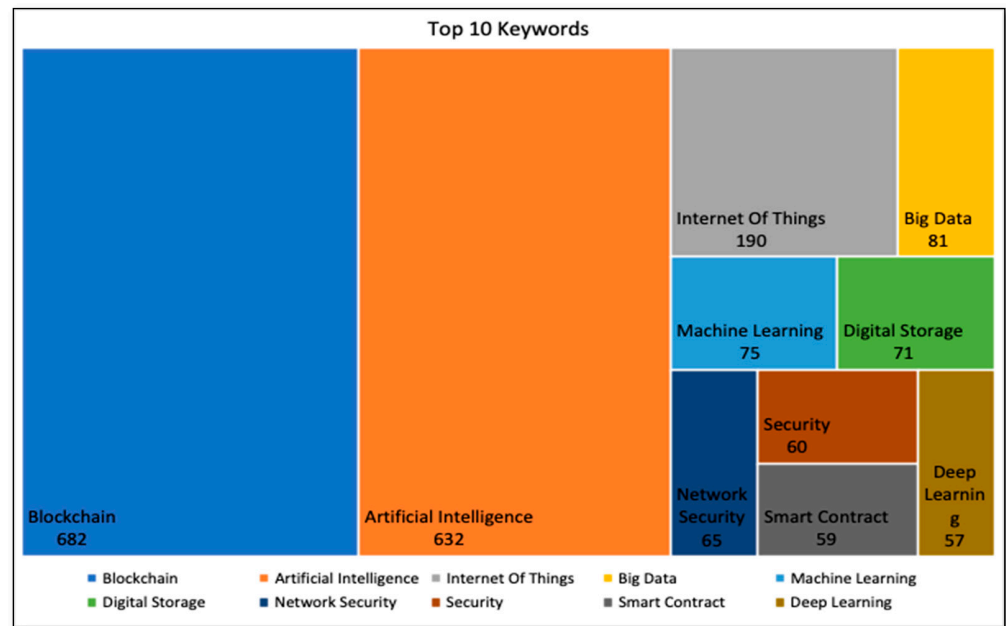 Top 10 Keywords
Blockchain
682
Artificial Intelligence
632
Internet Of Things
190
Big Data
81
Machine Learning
75
Digital Storage
71
Network
Security
65
Security
60
Smart Contract
59
Deep
Learnin
g
57
Blockchain Artificial Intelligence Internet Of Things Big Data Machine Learning
Digital Storage Network Security Security Smart Contract Deep Learning